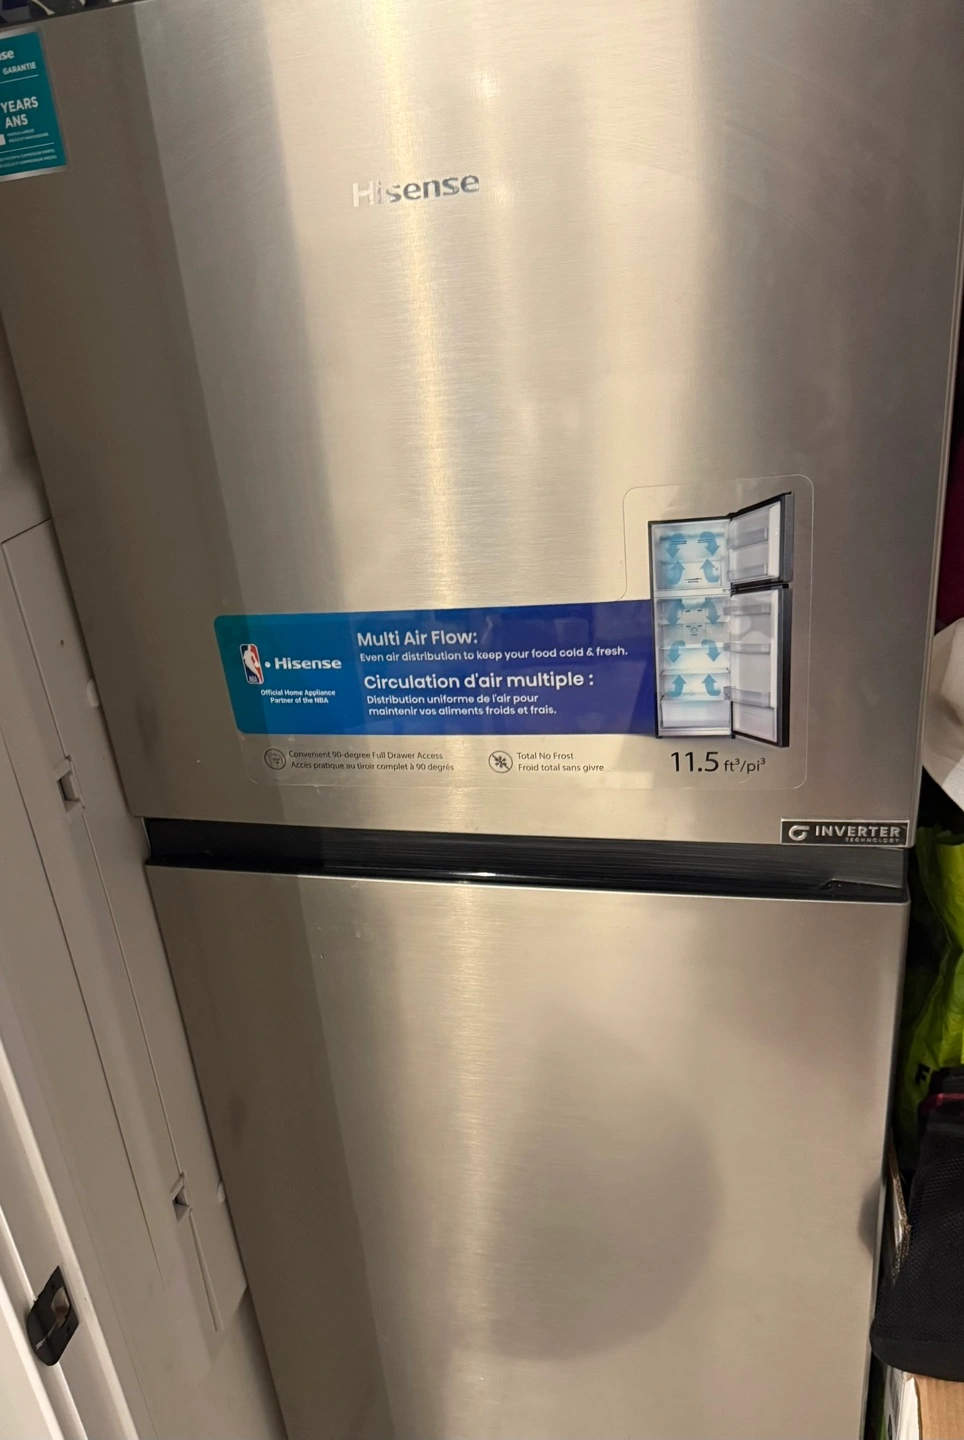 se
GARANTIE
YEARS
ANS
Hisense
Multi Air Flow:
Even air distribution to keep your food cold & fresh.
Hisense
Circulation d'air multiple :
Official Home Appliance
Partner of the NBA
Distribution uniforme de l'air pour
maintenir vos aliments froids et frais.
Convenient 90-degree Full Drawer Access
Accès pratique au tiroir complet à 90 degrés
Total No Frost
Froid total sans givre
11.5 ft³/pi³
INVERTER
TECHNOLOGY